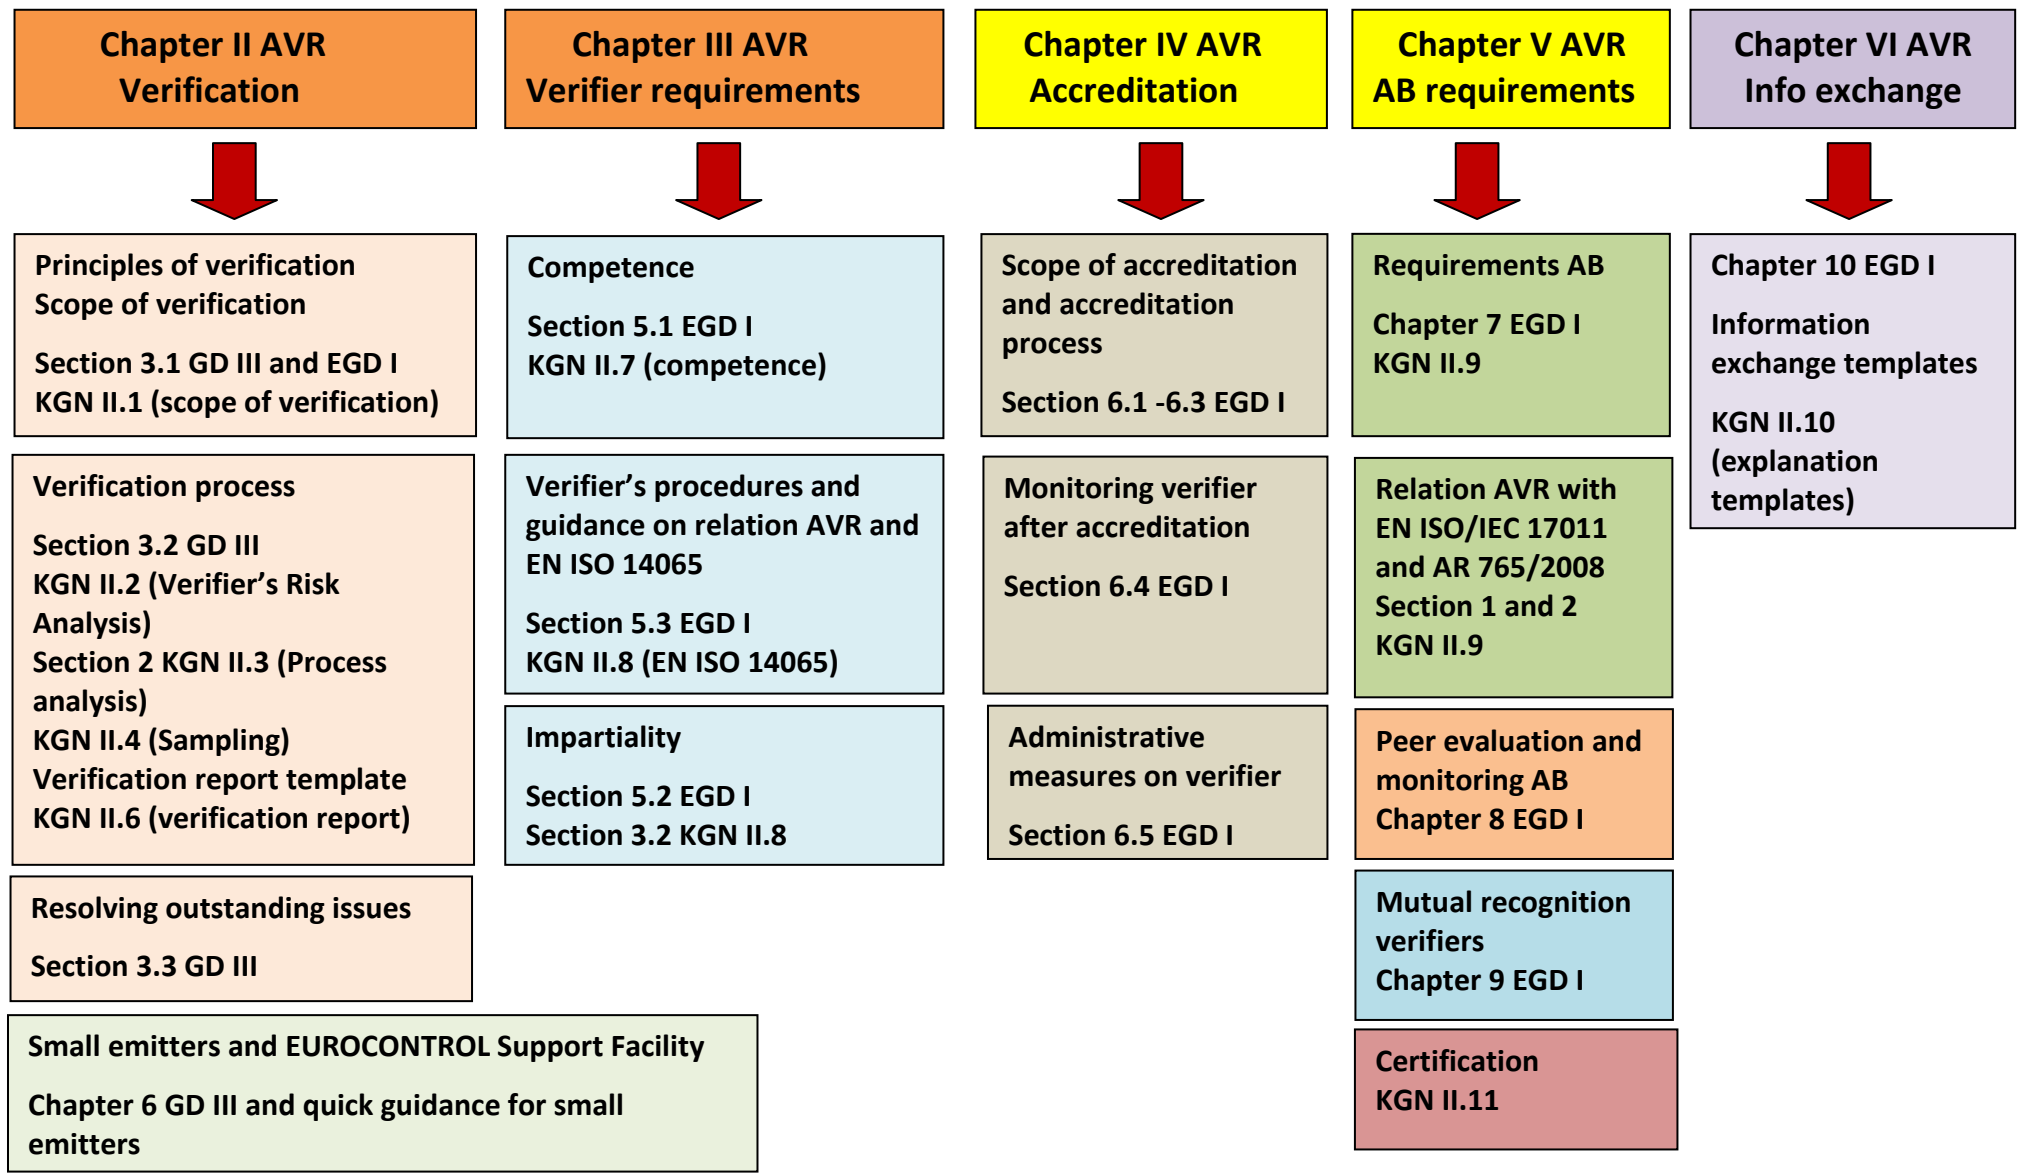 Chapter II AVR
Verification
Chapter III AVR
Verifier requirements
Chapter IV AVR
Accreditation
Chapter V AVR
AB requirements
Chapter VI AVR
Info exchange
Principles of verification
Scope of verification
Section 3.1 GD III and EGD I
KGN II.1 (scope of verification)
Verification process
Section 3.2 GD III
KGN II.2 (Verifier's Risk
Analysis)
Section 2 KGN II.3 (Process
analysis)
KGN II.4 (Sampling)
Verification report template
KGN II.6 (verification report)
Resolving outstanding issues
Section 3.3 GD III
Small emitters and EUROCONTROL Support Facility
Chapter 6 GD III and quick guidance for small
emitters
Competence
Section 5.1 EGD I
KGN II.7 (competence)
Verifier's procedures and
guidance on relation AVR and
EN ISO 14065
Section 5.3 EGD I
KGN II.8 (EN ISO 14065)
Impartiality
Section 5.2 EGD I
Section 3.2 KGN II.8
Scope of accreditation
and accreditation
process
Section 6.1 -6.3 EGD I
Monitoring verifier
after accreditation
Section 6.4 EGD I
Administrative
measures on verifier
Section 6.5 EGD I
Requirements AB
Chapter 7 EGD I
KGN II.9
Relation AVR with
EN ISO/IEC 17011
and AR 765/2008
Section 1 and 2
KGN II.9
Peer evaluation and
monitoring AB
Chapter 8 EGD I
Mutual recognition
verifiers
Chapter 9 EGD I
Certification
KGN II.11
Chapter 10 EGD I
Information
exchange templates
KGN II.10
(explanation
templates)